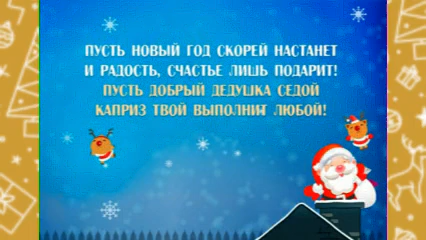 ПУСТЬ НОВЫЙ ГОД СКОРЕЙ НАСТАНЕТ
И РАДОСТЬ, СЧАСТЬЕ ЛИШЬ ПОДАРИТ!
ПУСТЬ ДОБРЫЙ ДЕДУШКА СЕДОЙ
КАПРИЗ ТВОЙ ВЫПОЛНИТ ЛЮБОЙ!